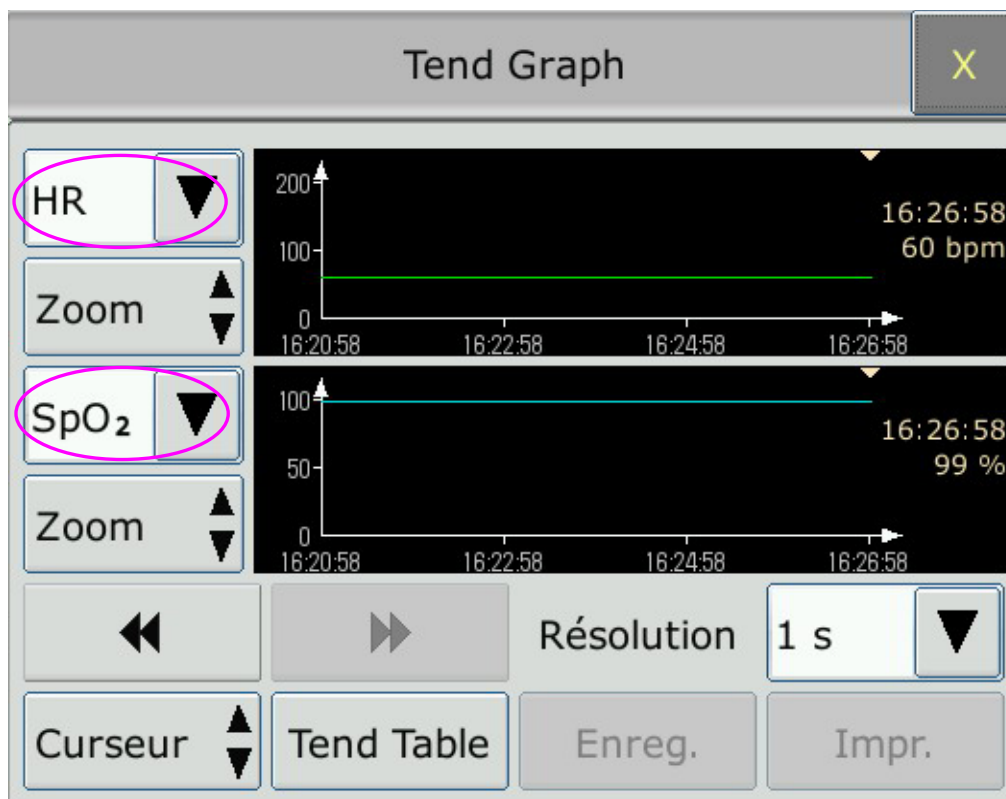 Tend Graph X
HR
200
100
0
16:20:58 16:22:58 16:24:58 16:26:58
16:26:58
60 bpm
Zoom
SpO₂
100
50
0
16:20:58 16:22:58 16:24:58 16:26:58
16:26:58
99 %
Zoom
Résolution 1 s
Curseur Tend Table Enreg. Impr.